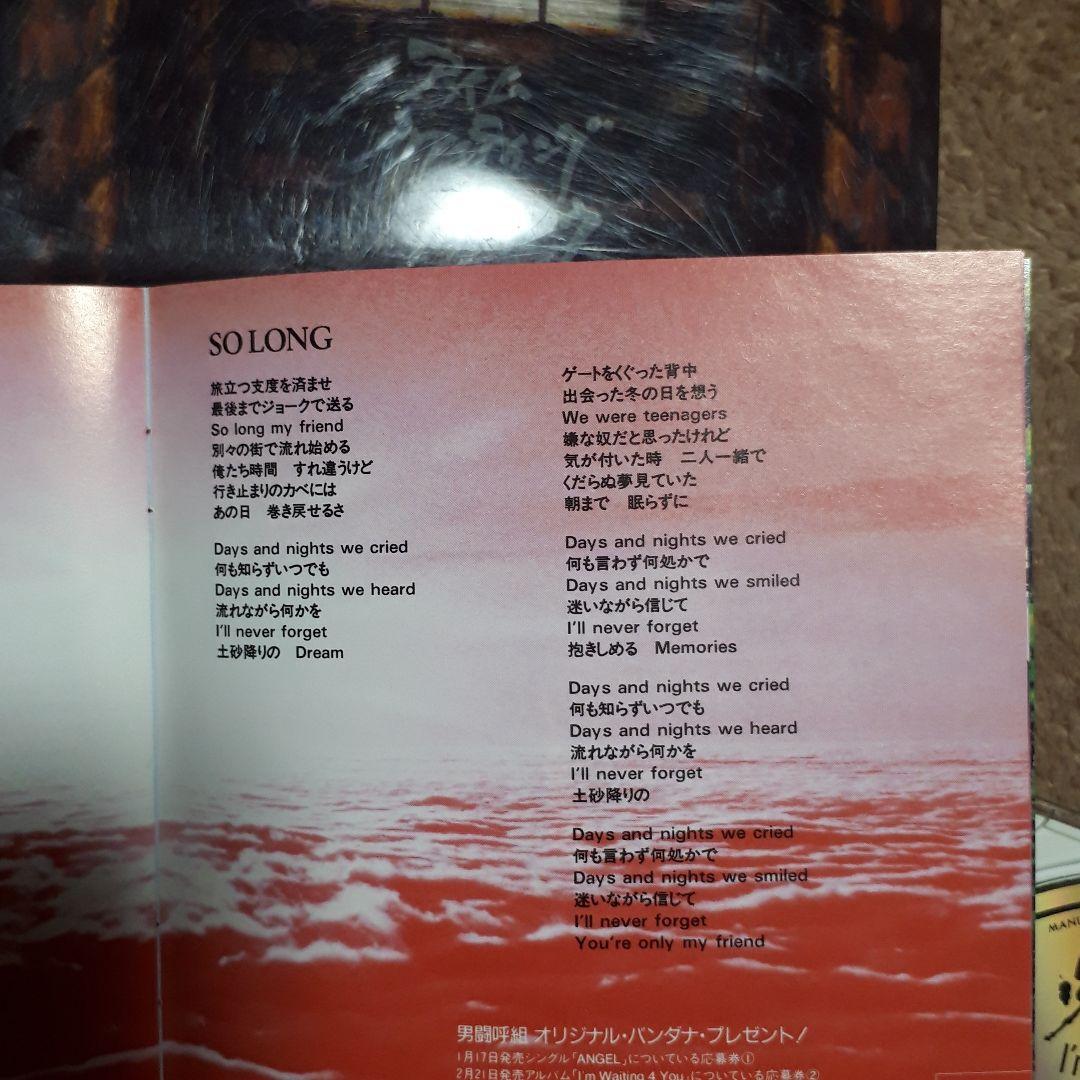 SO LONG
旅立つ支度を済ませ
最後までジョークで送る
So long my friend
別々の街で流れ始める
俺たち時間　すれ違うけど
行き止まりのカベには
あの日　巻き戻せるさ
Days and nights we cried
何も知らずいつでも
Days and nights we heard
流れながら何かを
I'll never forget
土砂降りの　Dream
ゲートをくぐった背中
出会った冬の日を想う
We were teenagers
嫌な奴だと思ったけれど
気が付いた時　二人一緒で
くだらぬ夢見ていた
朝まで　眠らずに
Days and nights we cried
何も言わず何処かで
Days and nights we smiled
迷いながら信じて
I'll never forget
抱きしめる　Memories
Days and nights we cried
何も知らずいつでも
Days and nights we heard
流れながら何かを
I'll never forget
土砂降りの
Days and nights we cried
何も言わず何処かで
Days and nights we smiled
迷いながら信じて
I'll never forget
You're only my friend
男闘呼組 オリジナル・バンダナ・プレゼント!
1月17日発売シングル「ANGEL」についている応募券①
2月21日発売アルバム「I'm Waiting 4 You」についている応募券②
MANU
I'm